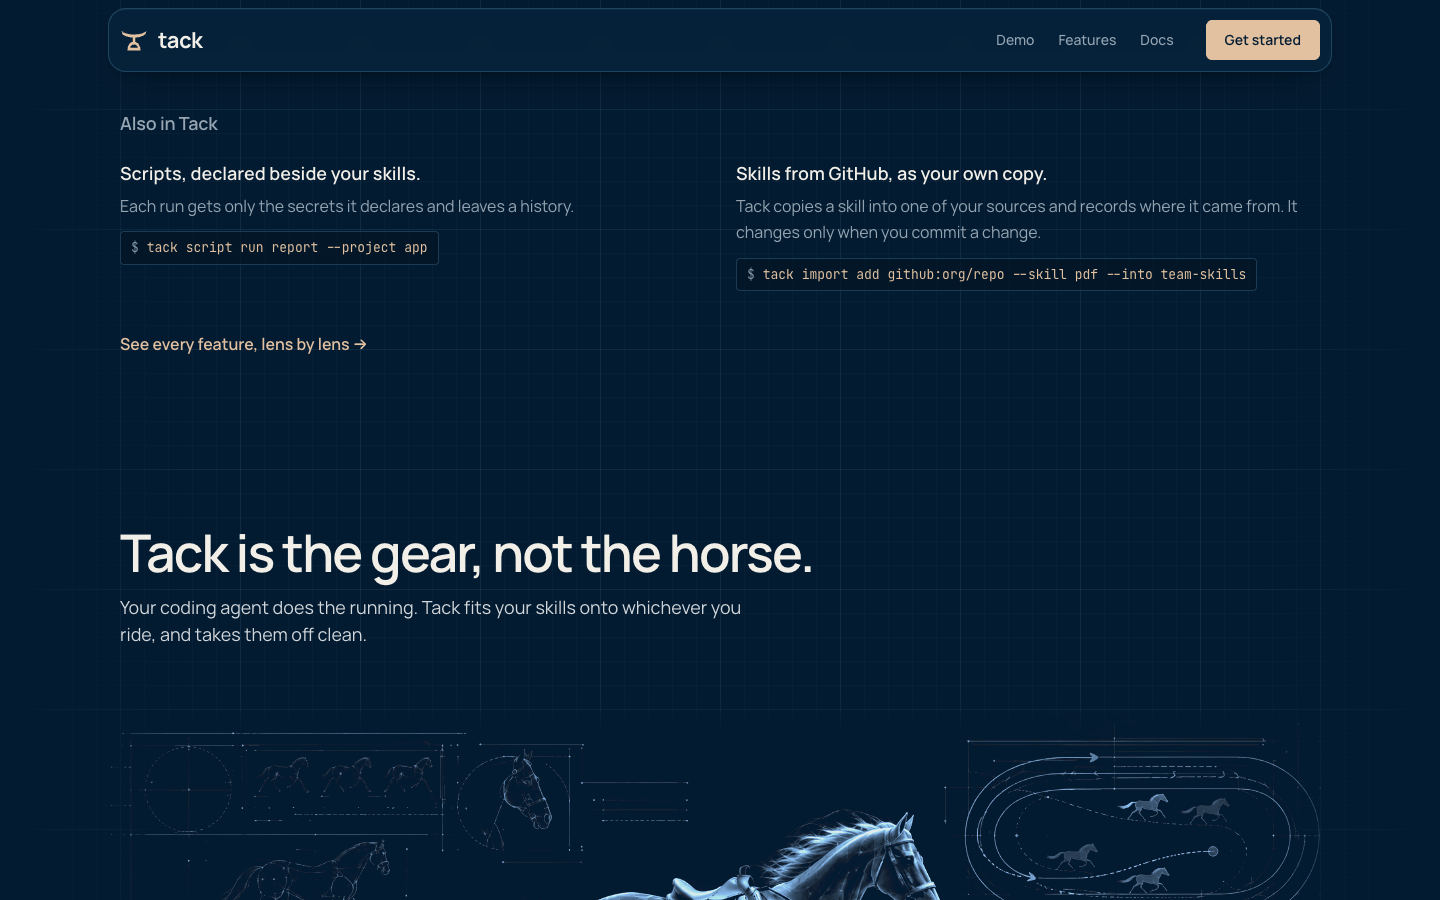 tack
Demo
Features
Docs
Get started
Also in Tack
Scripts, declared beside your skills.
Each run gets only the secrets it declares and leaves a history.
$ tack script run report --project app
Skills from GitHub, as your own copy.
Tack copies a skill into one of your sources and records where it came from. It
changes only when you commit a change.
$ tack import add github:org/repo --skill pdf --into team-skills
See every feature, lens by lens →
Tack is the gear, not the horse.
Your coding agent does the running. Tack fits your skills onto whichever you
ride, and takes them off clean.